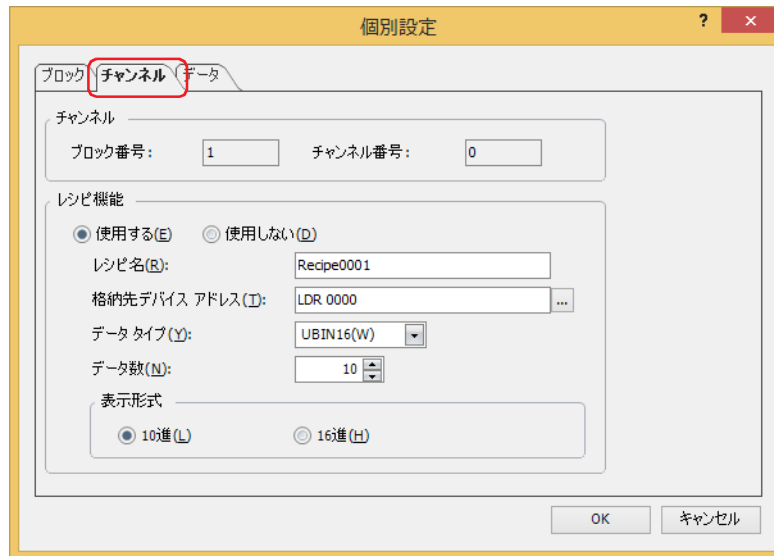 個別設定
? ×
ブロック チャンネル データ
チャンネル
ブロック番号: 1 チャンネル番号: 0
レシピ機能
使用する(E) 使用しない(D)
レシピ名(R): Recipe0001
格納先デバイス アドレス(T): LDR 0000 ...
データ タイプ(Y): UBIN16(W)
データ数(N): 10
表示形式
10進(L) 16進(H)
OK キャンセル